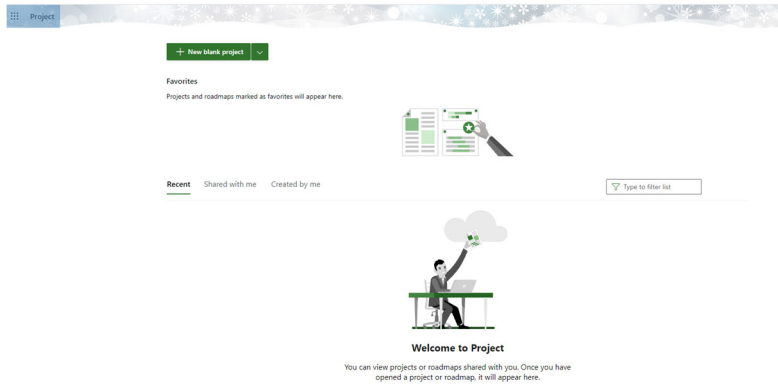 Project
+ New blank project
Favorites
Projects and roadmaps marked as favorites will appear here.
Recent Shared with me Created by me
Type to filter list
Welcome to Project
You can view projects or roadmaps shared with you. Once you have
opened a project or roadmap, it will appear here.